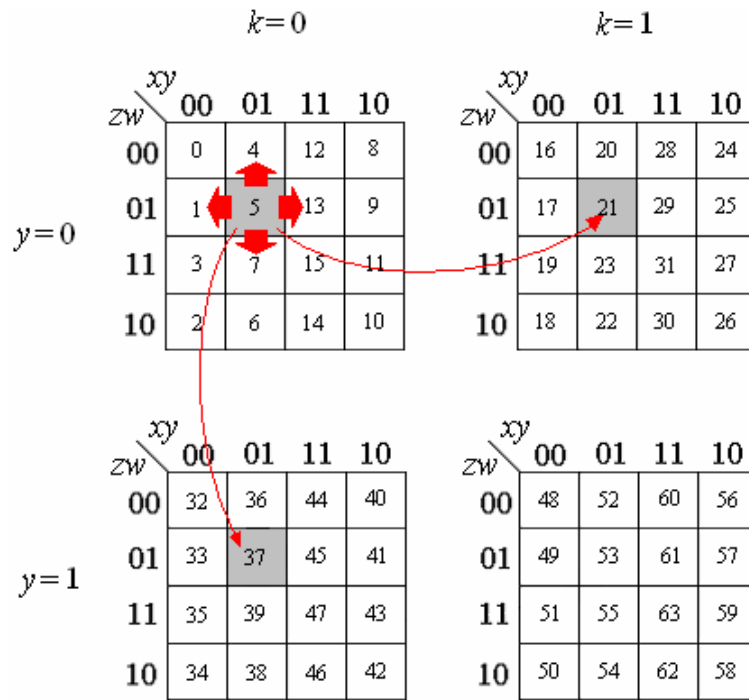 k=0 k=1
xy xy
zw 00 01 11 10 zw 00 01 11 10
00 0 4 12 8 00 16 20 28 24
01 1 5 13 9 01 17 21 29 25
y=0
11 3 7 15 11 11 19 23 31 27
10 2 6 14 10 10 18 22 30 26
xy xy
zw 00 01 11 10 zw 00 01 11 10
00 32 36 44 40 00 48 52 60 56
01 33 37 45 41 01 49 53 61 57
y=1
11 35 39 47 43 11 51 55 63 59
10 34 38 46 42 10 50 54 62 58